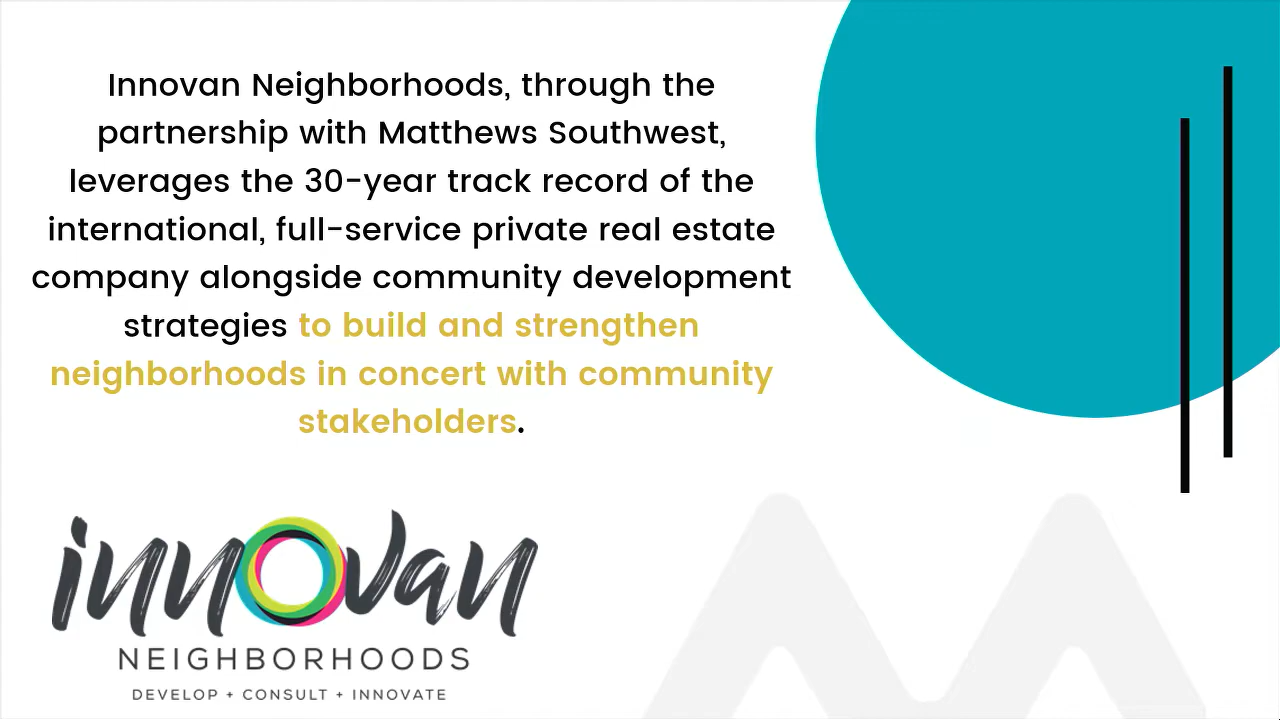 Innovan Neighborhoods, through the
partnership with Matthews Southwest,
leverages the 30-year track record of the
international, full-service private real estate
company alongside community development
strategies to build and strengthen
neighborhoods in concert with community
stakeholders.
innovan
NEIGHBORHOODS
DEVELOP + CONSULT + INNOVATE